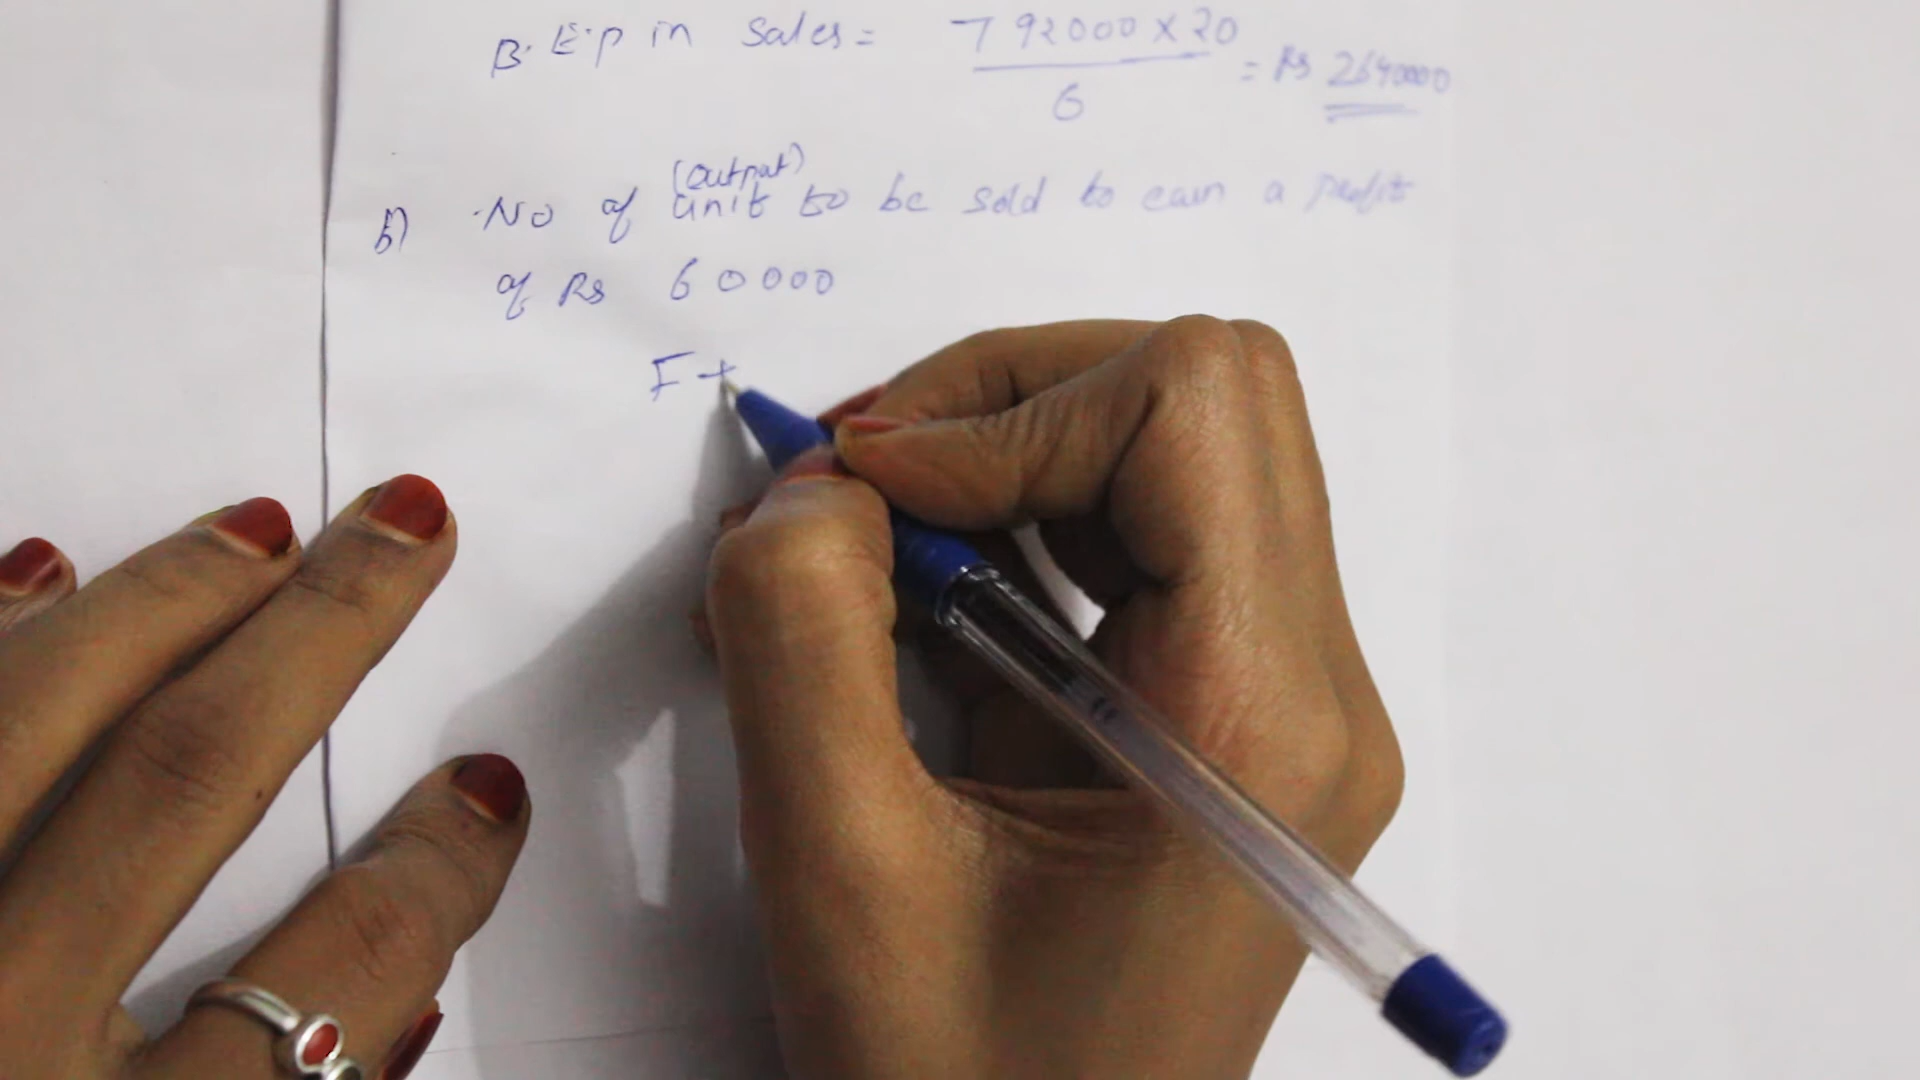 B.E.P in Sales = 792000 x 20 / 6 = Rs 2640000
b) No of unit (output) to be sold to earn a profit
of Rs 60000
F +